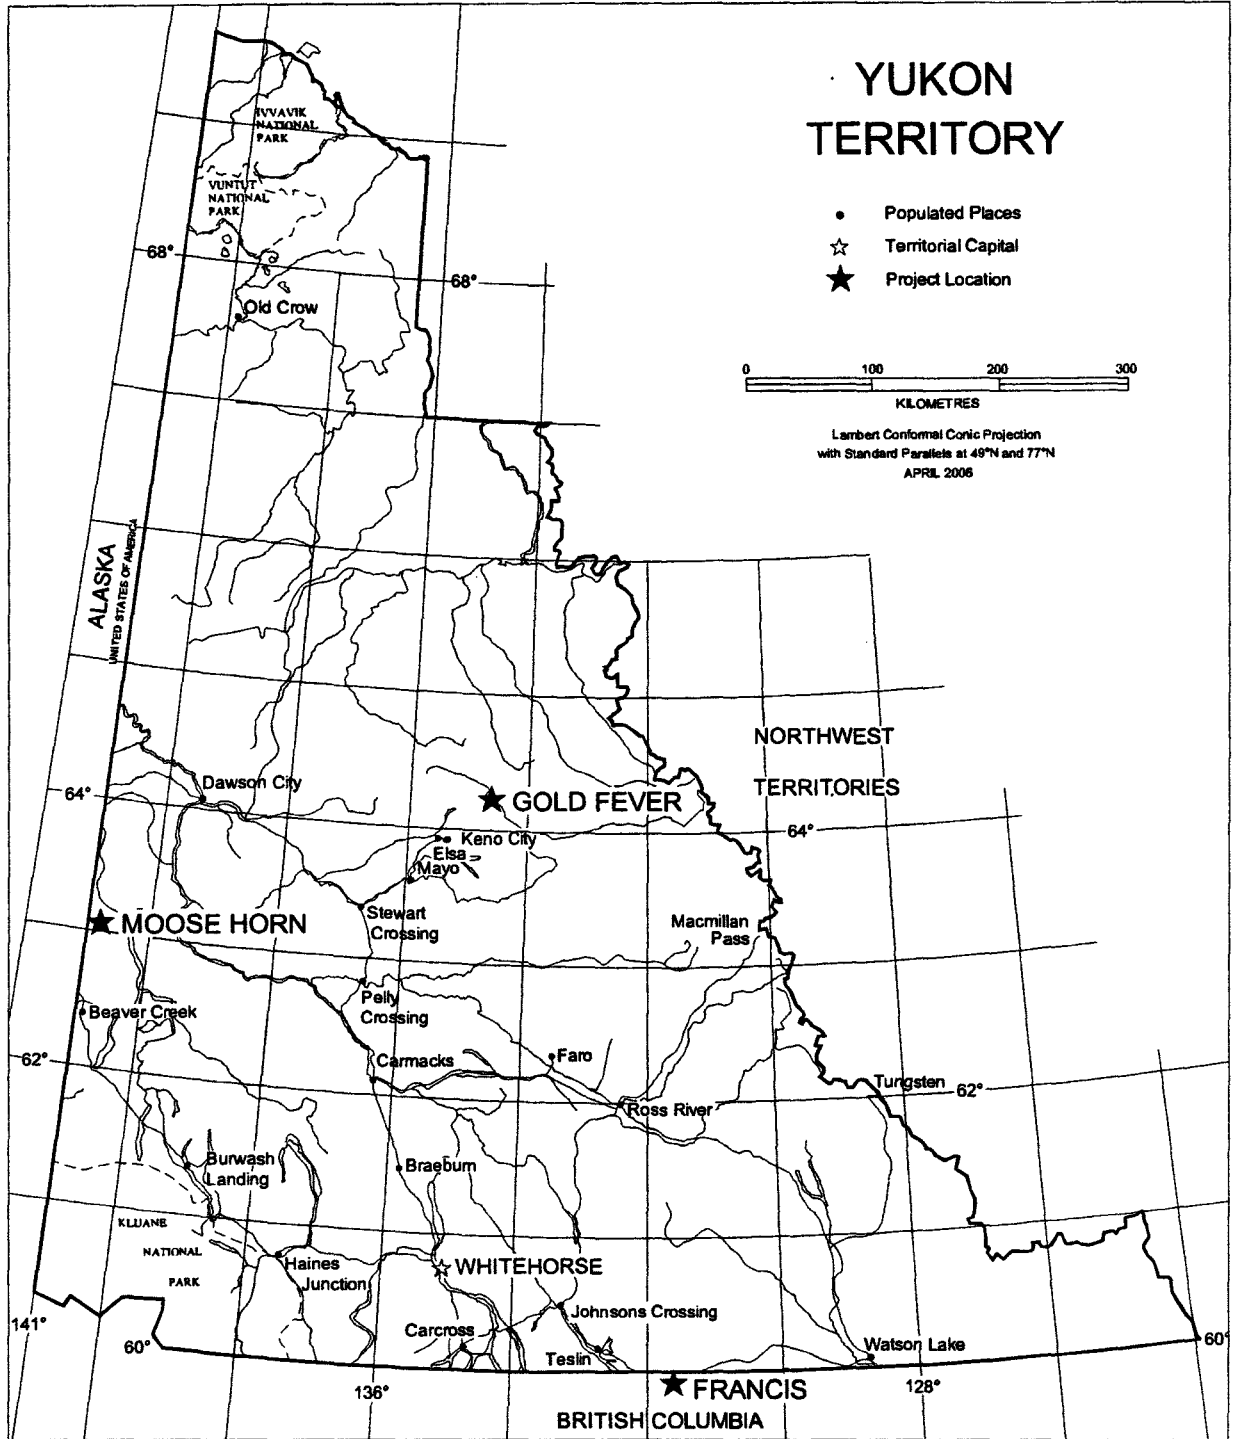 YUKON
TERRITORY
Populated Places
Territorial Capital
Project Location
0 100 200 300
KILOMETRES
Lambert Conformal Conic Projection
with Standard Parallels at 49°N and 77°N
APRIL 2006
IVVAVIK
NATIONAL
PARK
VUNTUT
NATIONAL
PARK
68°
68°
Old Crow
ALASKA
UNITED STATES OF AMERICA
NORTHWEST
TERRITORIES
Dawson City
64°
GOLD FEVER
64°
Keno City
Elsa
Mayo
MOOSE HORN
Stewart
Crossing
Macmillan
Pass
Pelly
Crossing
Beaver Creek
62°
Carmacks
Faro
Tungsten
62°
Ross River
Burwash
Landing
Braeburn
KLUANE
NATIONAL
PARK
Haines
Junction
WHITEHORSE
Johnsons Crossing
141°
Carcross
60°
Teslin
Watson Lake
60°
136°
FRANCIS
128°
BRITISH COLUMBIA